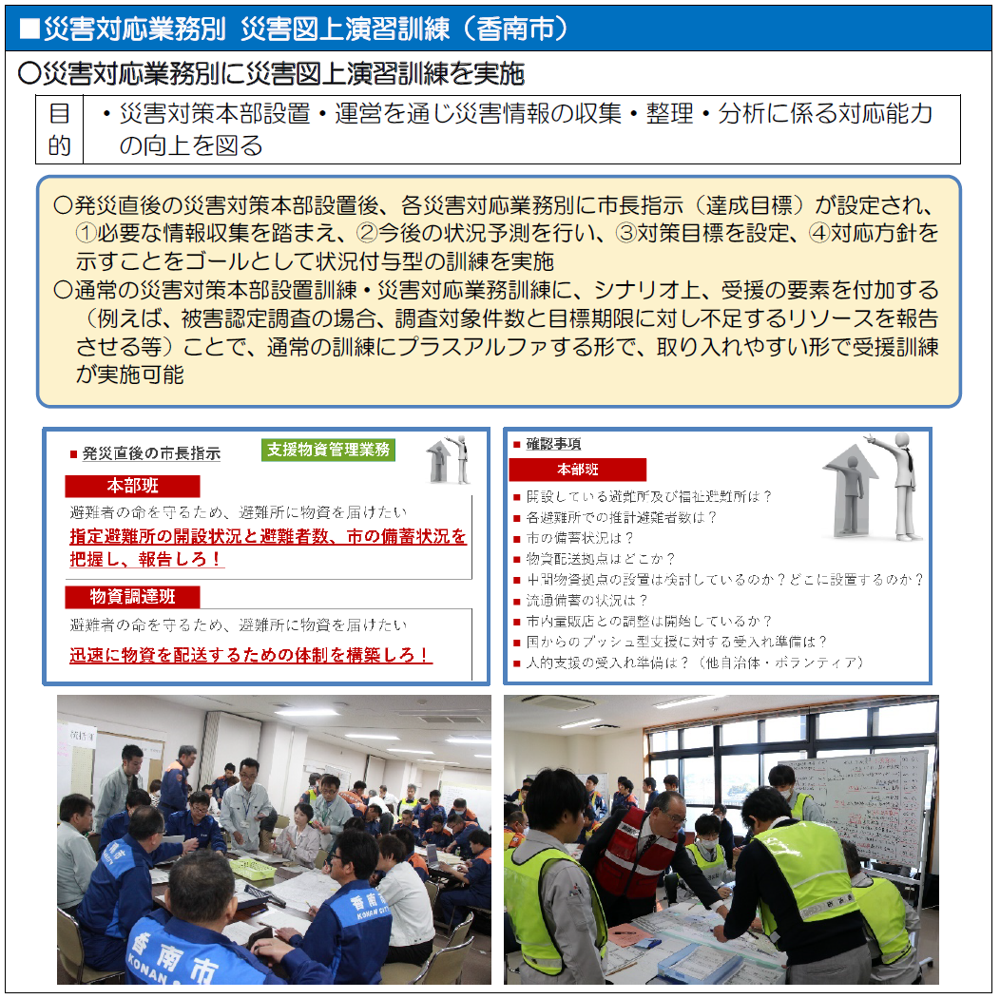 ■災害対応業務別 災害図上演習訓練（香南市）
〇災害対応業務別に災害図上演習訓練を実施
目的
・災害対策本部設置・運営を通じ災害情報の収集・整理・分析に係る対応能力
の向上を図る
〇発災直後の災害対策本部設置後、各災害対応業務別に市長指示（達成目標）が設定され、
①必要な情報収集を踏まえ、②今後の状況予測を行い、③対策目標を設定、④対応方針を
示すことをゴールとして状況付与型の訓練を実施
〇通常の災害対策本部設置訓練・災害対応業務訓練に、シナリオ上、受援の要素を付加する
（例えば、被害認定調査の場合、調査対象件数と目標期限に対し不足するリソースを報告
させる等）ことで、通常の訓練にプラスアルファする形で、取り入れやすい形で受援訓練
が実施可能
■ 発災直後の市長指示
支援物資管理業務
本部班
避難者の命を守るため、避難所に物資を届けたい
指定避難所の開設状況と避難者数、市の備蓄状況を
把握し、報告しろ！
物資調達班
避難者の命を守るため、避難所に物資を届けたい
迅速に物資を配送するための体制を構築しろ！
■ 確認事項
本部班
■ 開設している避難所及び福祉避難所は？
■ 各避難所での推計避難者数は？
■ 市の備蓄状況は？
■ 物資配送拠点はどこか？
■ 中間物資拠点の設置は検討しているのか？どこに設置するのか？
■ 流通備蓄の状況は？
■ 市内量販店との調整は開始しているか？
■ 国からのプッシュ型支援に対する受入れ準備は？
■ 人的支援の受入れ準備は？（他自治体・ボランティア）
統括班
香南市
香南市
KONAN CITY
香南市
KONAN